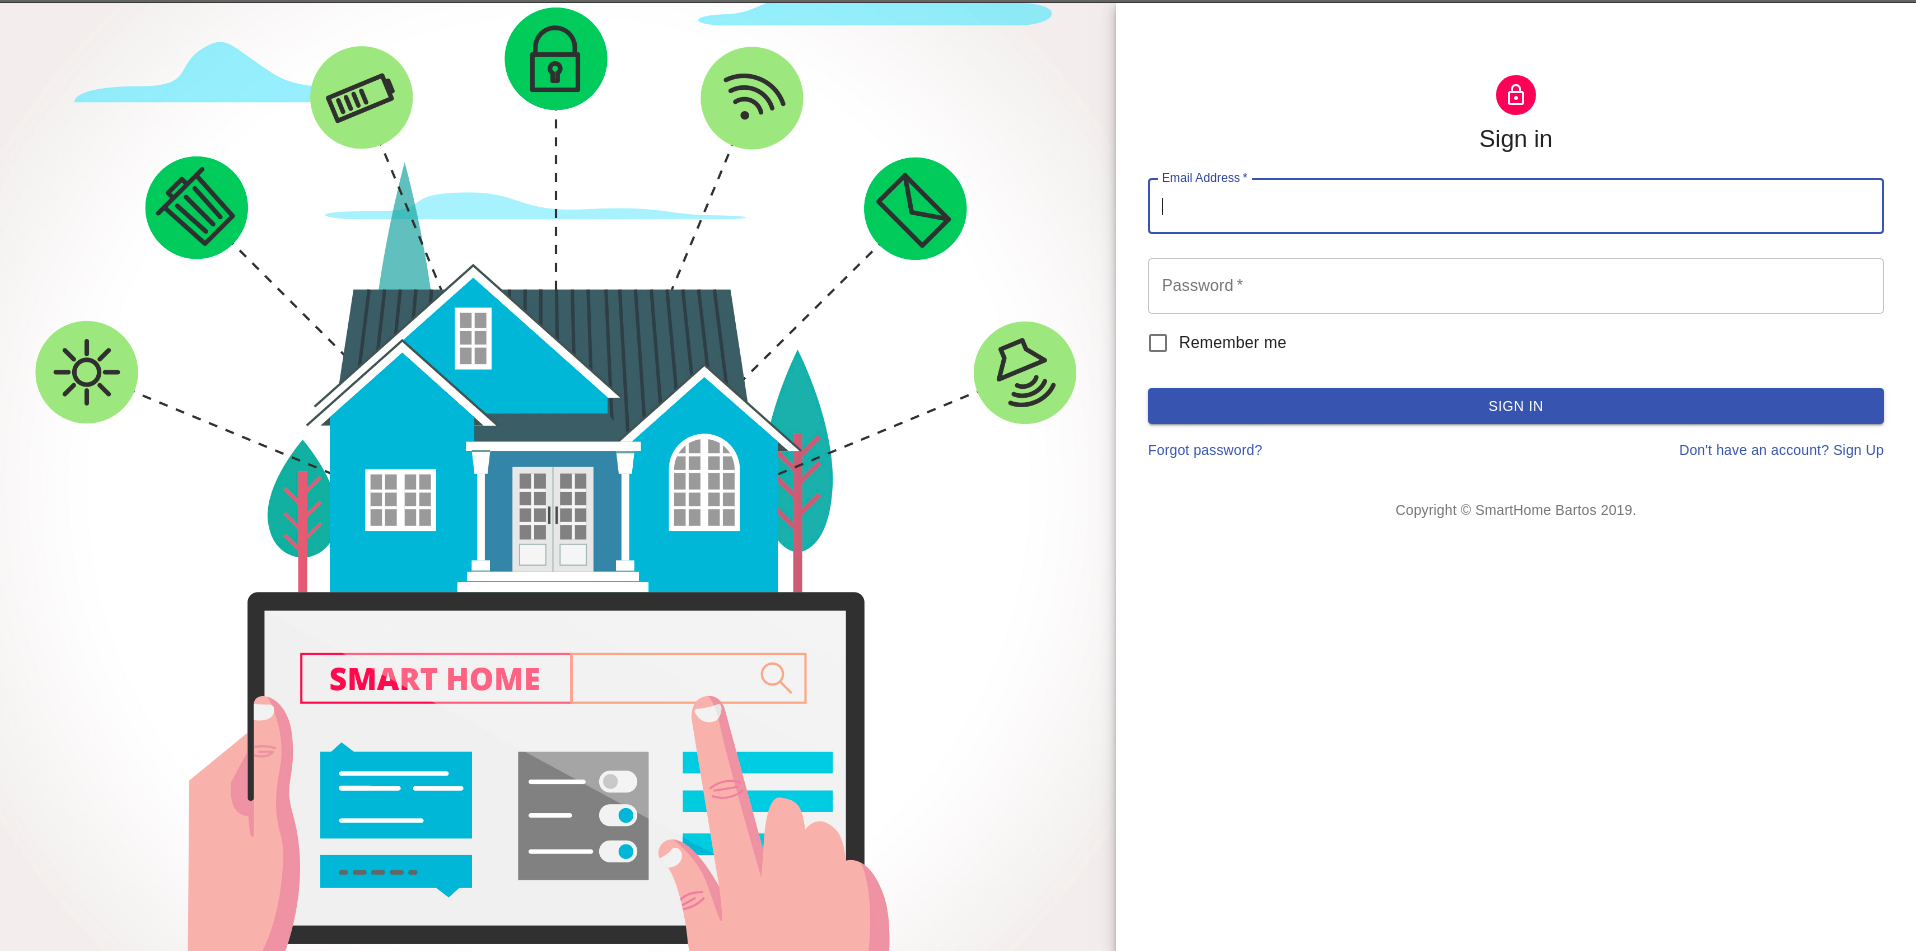 SMART HOME
Sign in
Email Address *
Password *
Remember me
SIGN IN
Forgot password?
Don't have an account? Sign Up
Copyright © SmartHome Bartos 2019.